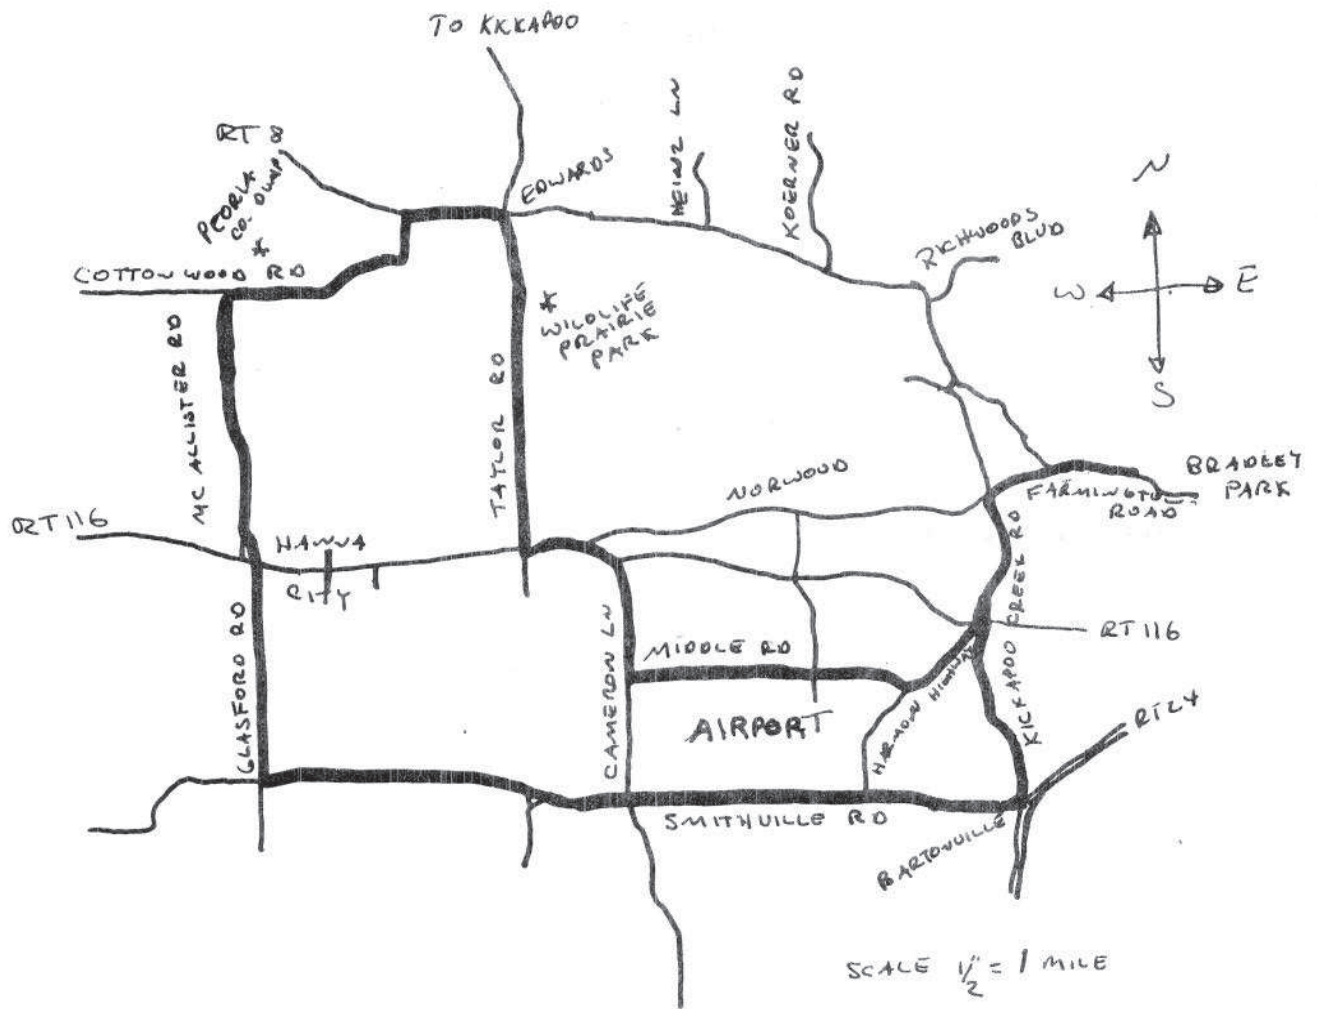 TO KICKAPOO
RT 8
PEORIA
CO. DUMP
*
COTTONWOOD RD
EDWARDS
HEINZ LN
KOERNER RD
RICHWOODS
BLVD
N
W
E
S
*
WILDLIFE
PRAIRIE
PARK
MC ALLISTER RD
TAYLOR RD
NORWOOD
BRADLEY
PARK
FARMINGTON
ROAD
RT 116
HANNA
CITY
GLASFORD RD
CAMERON LN
MIDDLE RD
AIRPORT
HARMON HIGHWAY
KICKAPOO CREEK RD
RT 116
RT 24
SMITHVILLE RD
BARTONVILLE
SCALE 1/2" = 1 MILE